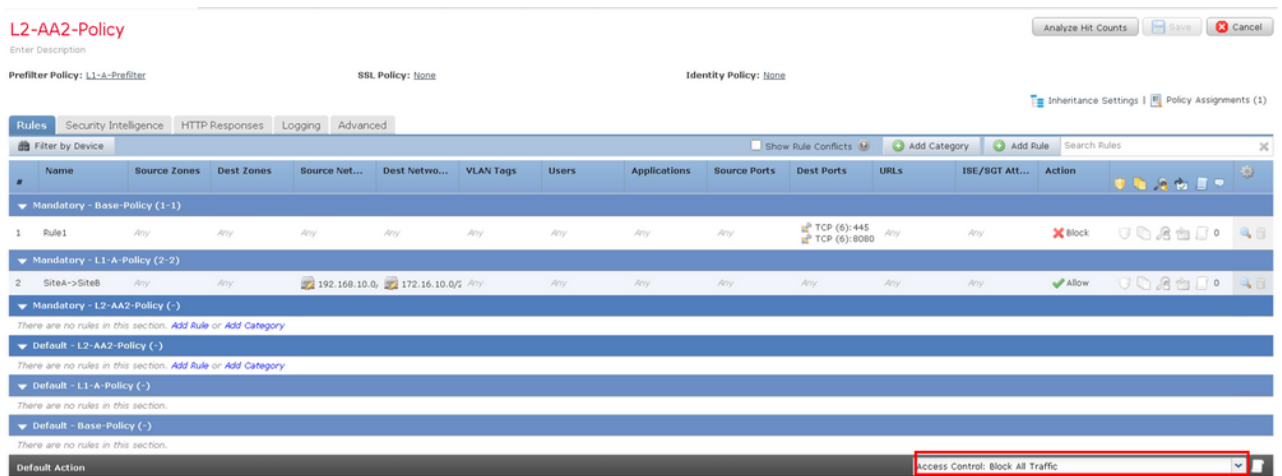 L2-AA2-Policy
Analyze Hit Counts Save Cancel
Enter Description
Prefilter Policy: L1-A-Prefilter SSL Policy: None Identity Policy: None
Inheritance Settings | Policy Assignments (1)
Rules Security Intelligence HTTP Responses Logging Advanced
Filter by Device Show Rule Conflicts Add Category Add Rule Search Rules
# Name Source Zones Dest Zones Source Net... Dest Netwo... VLAN Tags Users Applications Source Ports Dest Ports URLs ISE/SGT Att... Action
Mandatory - Base-Policy (1-1)
1 Rule1 Any Any Any Any Any Any Any Any TCP (6):445 Any Any Block 0
TCP (6):8080
Mandatory - L1-A-Policy (2-2)
2 SiteA->SiteB Any Any 192.168.10.0/ 172.16.10.0/2 Any Any Any Any Any Any Any Allow 0
Mandatory - L2-AA2-Policy (-)
There are no rules in this section. Add Rule or Add Category
Default - L2-AA2-Policy (-)
There are no rules in this section. Add Rule or Add Category
Default - L1-A-Policy (-)
There are no rules in this section.
Default - Base-Policy (-)
There are no rules in this section.
Default Action Access Control: Block All Traffic